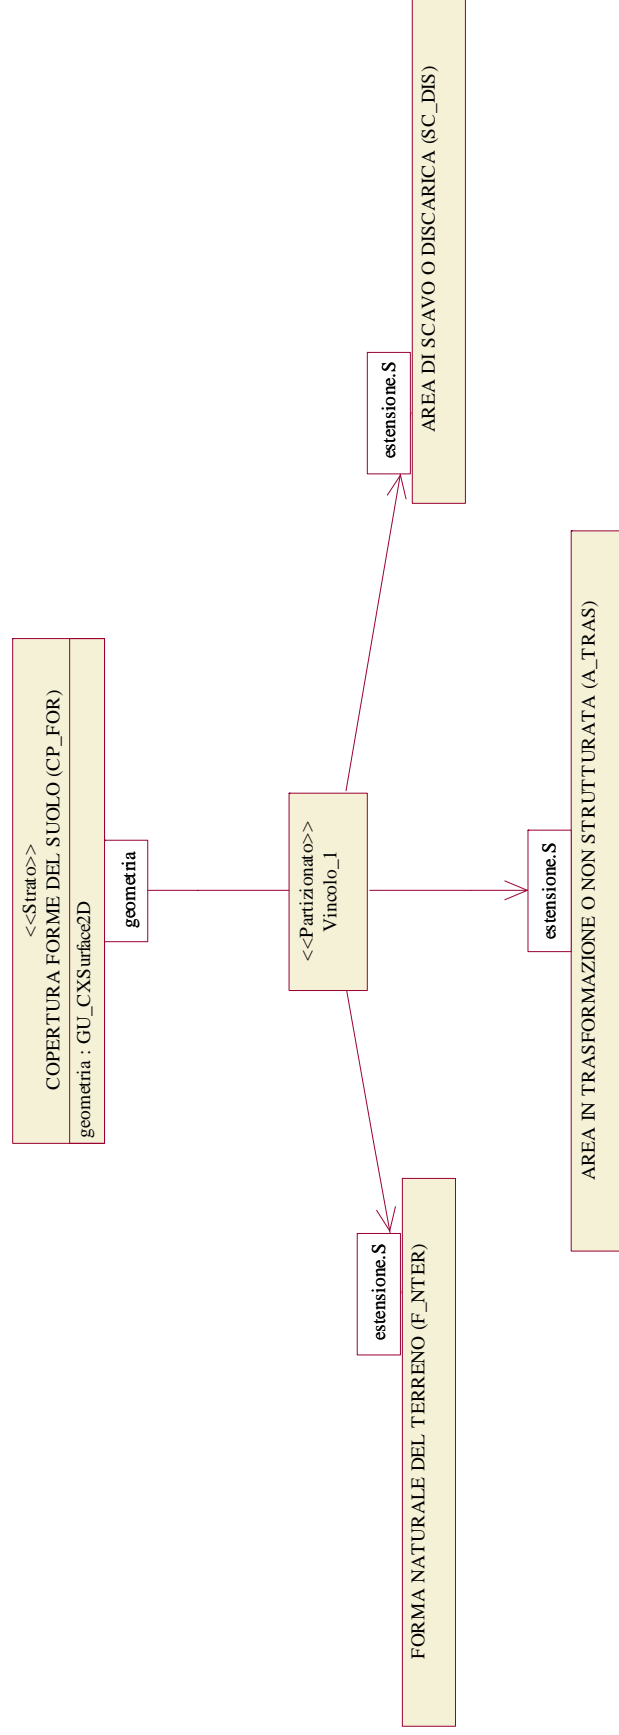 <<Strato>>
COPERTURA FORME DEL SUOLO (CP_FOR)
geometria : GU_CXSurface2D
geometria
<<Partizionato>>
Vincolo_1
estensione.S
FORMA NATURALE DEL TERRENO (F_NTER)
estensione.S
AREA IN TRASFORMAZIONE O NON STRUTTURATA (A_TRAS)
estensione.S
AREA DI SCAVO O DISCARICA (SC_DIS)